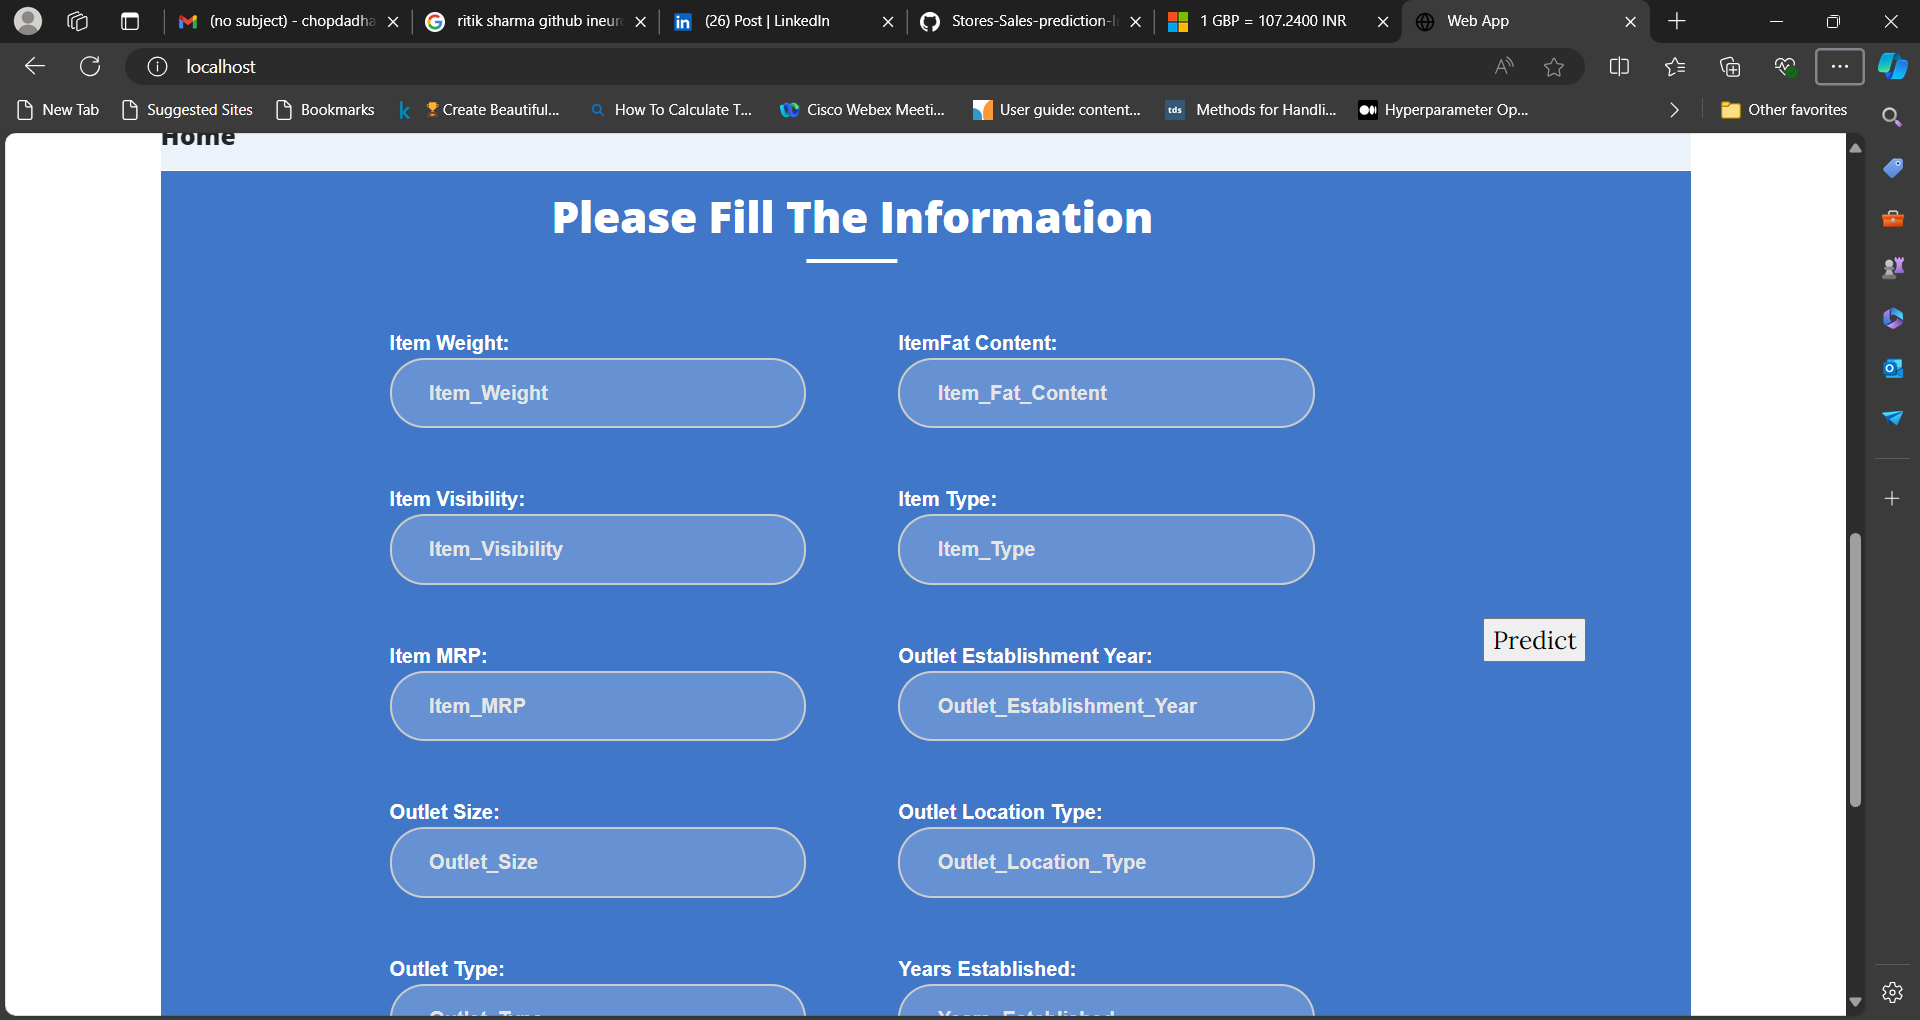 (no subject) - chopdadha
ritik sharma github ineuro
(26) Post | LinkedIn
Stores-Sales-prediction-I
1 GBP = 107.2400 INR
Web App
localhost
New Tab
Suggested Sites
Bookmarks
Create Beautiful...
How To Calculate T...
Cisco Webex Meeti...
User guide: content...
tds
Methods for Handli...
Hyperparameter Op...
Other favorites
Home
Please Fill The Information
Item Weight:
ItemFat Content:
Item_Weight
Item_Fat_Content
Item Visibility:
Item Type:
Item_Visibility
Item_Type
Predict
Item MRP:
Outlet Establishment Year:
Item_MRP
Outlet_Establishment_Year
Outlet Size:
Outlet Location Type:
Outlet_Size
Outlet_Location_Type
Outlet Type:
Years Established:
Outlet_Type
Years_Established